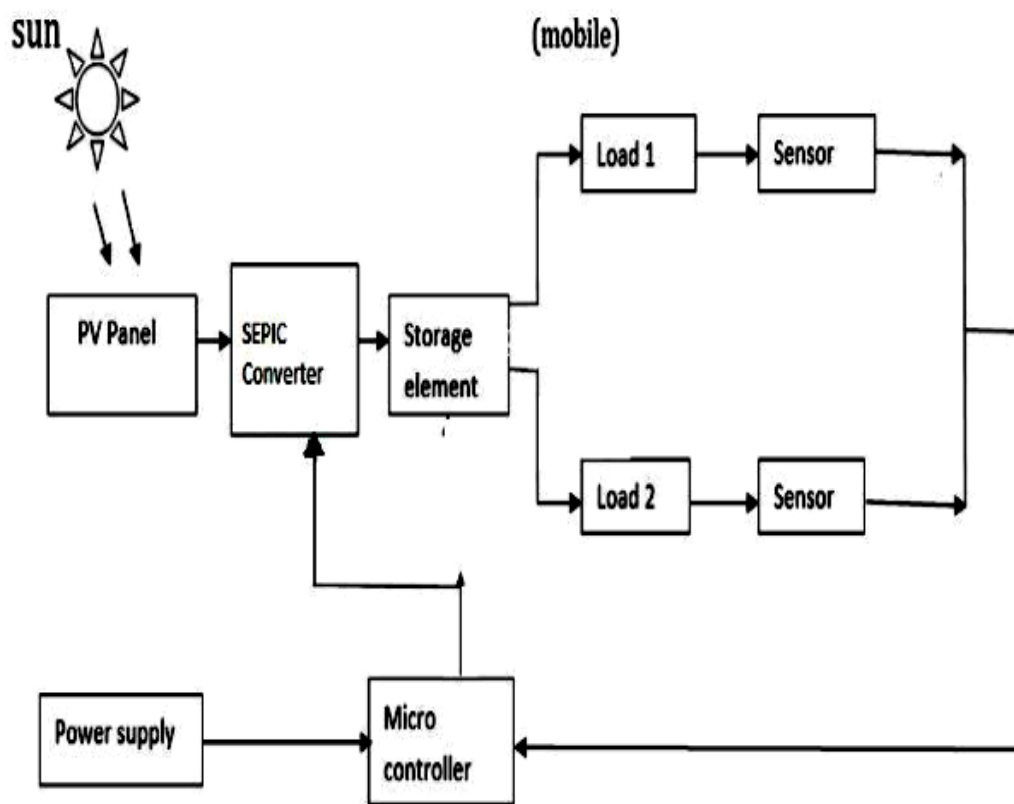 sun
(mobile)
Load 1
Sensor
PV Panel
SEPIC
Converter
Storage
element
Load 2
Sensor
Power supply
Micro
controller